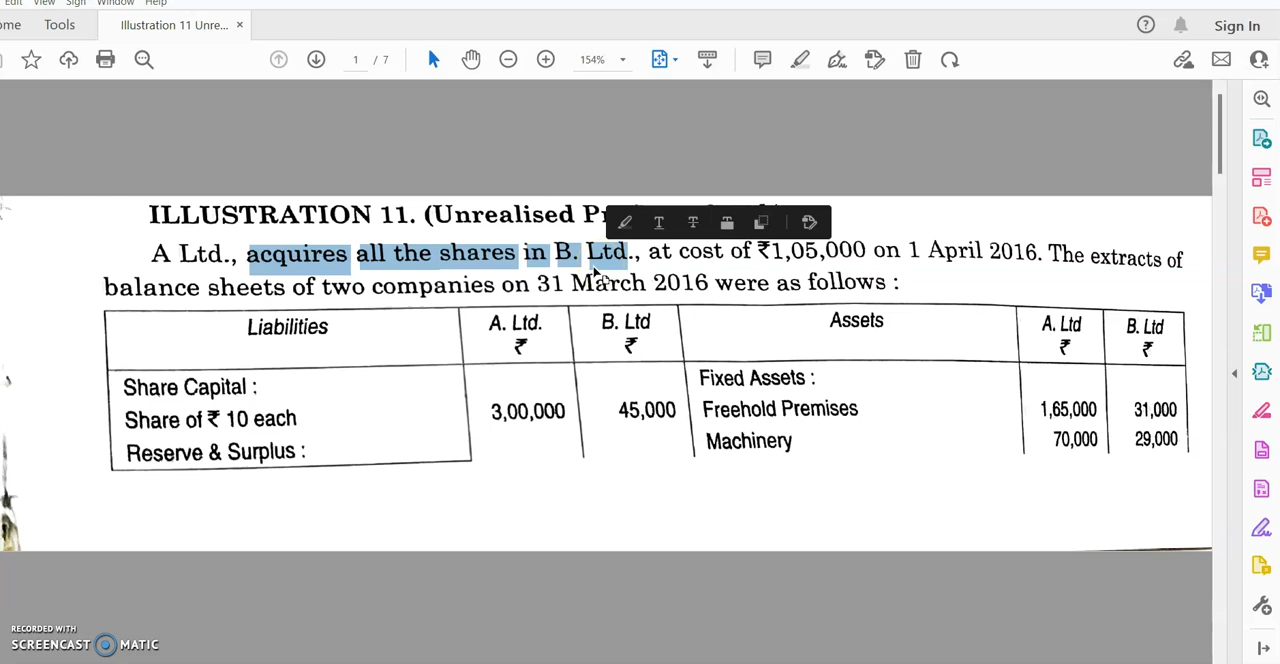 Edit View Sign Window Help
ome Tools Illustration 11 Unre... × Sign In
1 / 7 154%
ILLUSTRATION 11. (Unrealised
A Ltd., acquires all the shares in B. Ltd., at cost of ₹1,05,000 on 1 April 2016. The extracts of
balance sheets of two companies on 31 March 2016 were as follows :
Liabilities A. Ltd. ₹ B. Ltd ₹ Assets A. Ltd ₹ B. Ltd ₹
Share Capital : Fixed Assets :
Share of ₹ 10 each 3,00,000 45,000 Freehold Premises 1,65,000 31,000
Reserve & Surplus : Machinery 70,000 29,000
RECORDED WITH
SCREENCAST MATIC